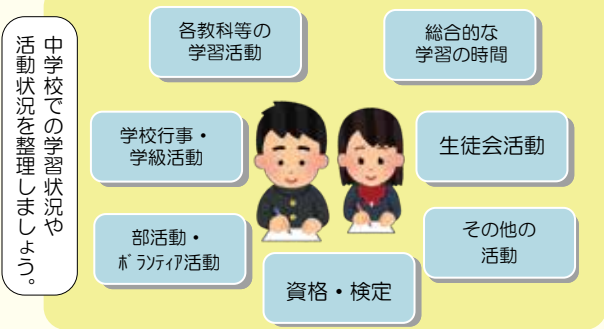 中学校での学習状況や
活動状況を整理しましょう。
各教科等の
学習活動
総合的な
学習の時間
学校行事・
学級活動
生徒会活動
部活動・
ﾎﾞﾗﾝﾃｨｱ活動
その他の
活動
資格・検定